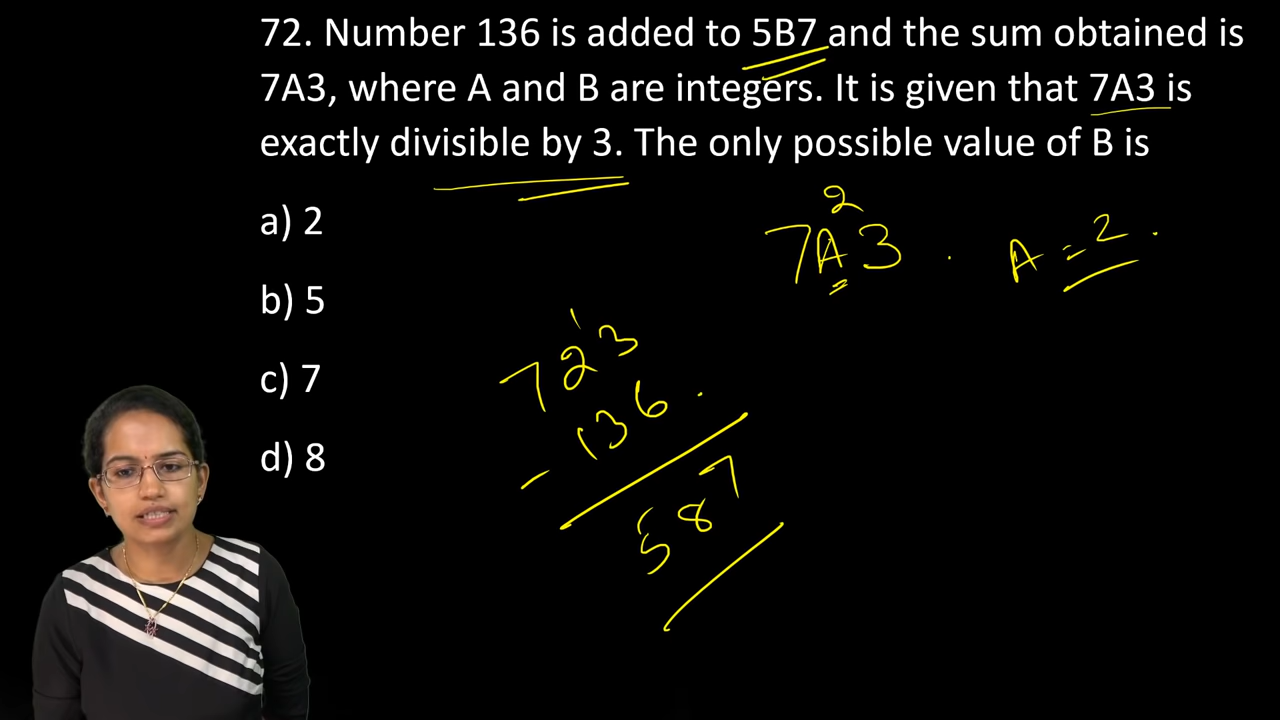 72. Number 136 is added to 5B7 and the sum obtained is
7A3, where A and B are integers. It is given that 7A3 is
exactly divisible by 3. The only possible value of B is
a) 2
b) 5
c) 7
d) 8
2
7A3 . A = 2 .
1
723
- 136 .
587